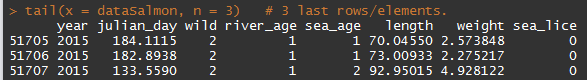 > tail(x = dataSalmon, n = 3)   # 3 last rows/elements.
      year julian_day wild river_age sea_age   length   weight sea_lice
51705 2015   184.1115    2         1       1 70.04550 2.573848        0
51706 2015   182.8938    2         1       1 73.00933 2.275217        0
51707 2015   133.5590    2         1       2 92.95015 4.928122        0